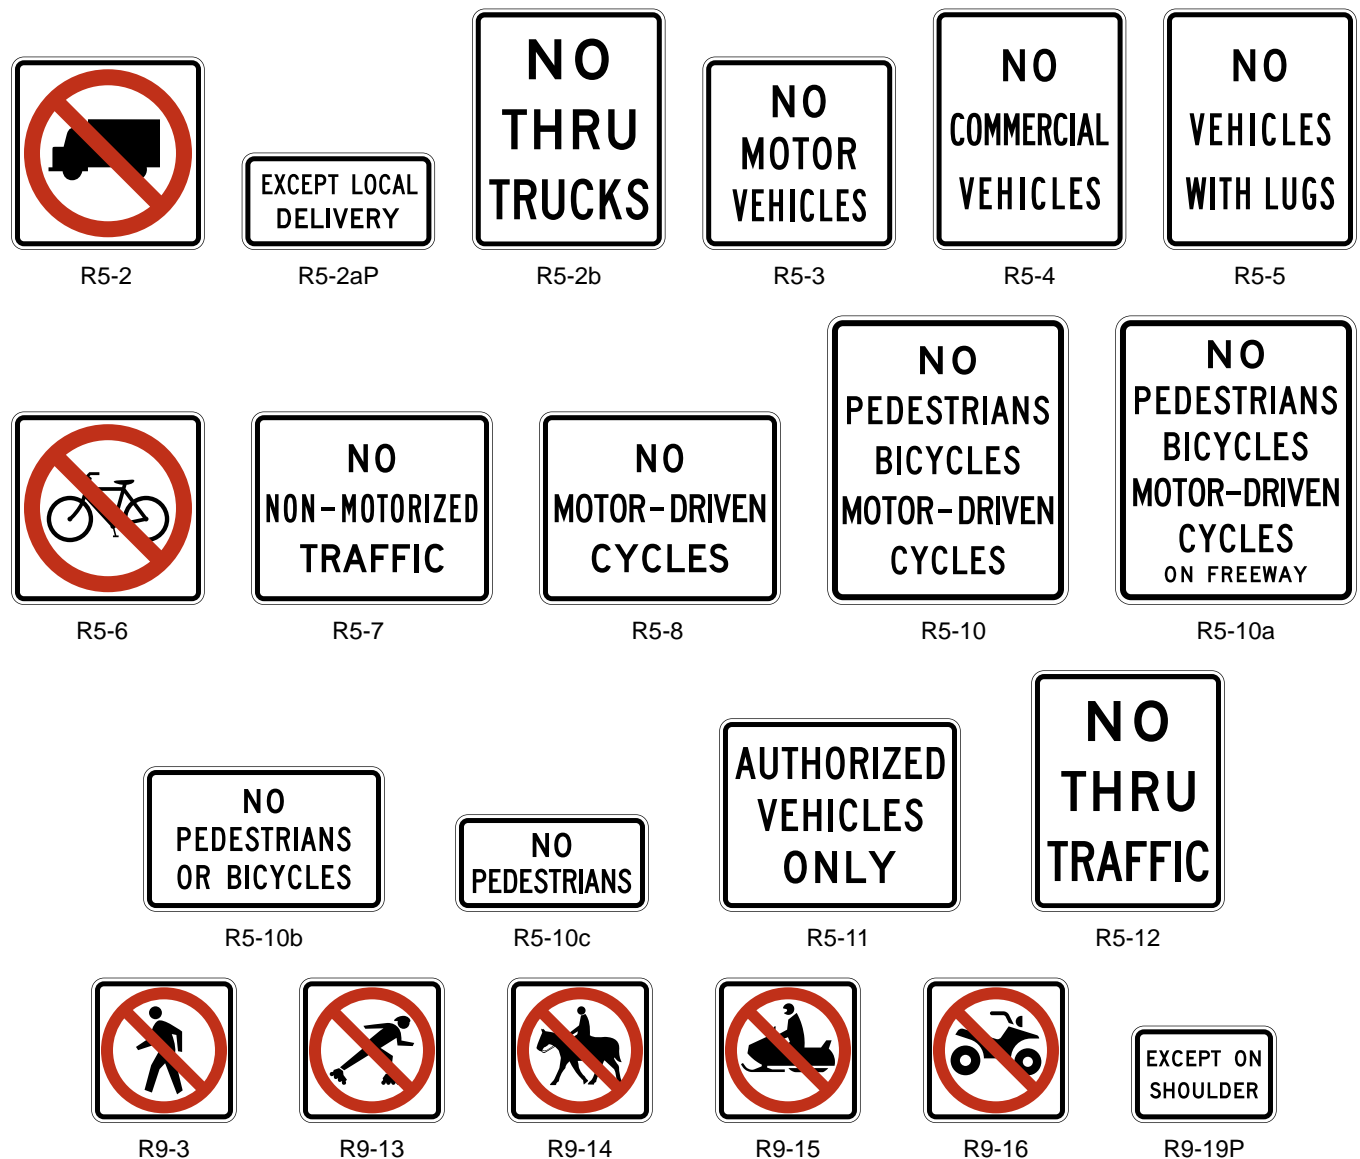 NO
THRU
TRUCKS
NO
MOTOR
VEHICLES
NO
COMMERCIAL
VEHICLES
NO
VEHICLES
WITH LUGS
EXCEPT LOCAL
DELIVERY
R5-2
R5-2aP
R5-2b
R5-3
R5-4
R5-5
NO
NON-MOTORIZED
TRAFFIC
NO
MOTOR-DRIVEN
CYCLES
NO
PEDESTRIANS
BICYCLES
MOTOR-DRIVEN
CYCLES
NO
PEDESTRIANS
BICYCLES
MOTOR-DRIVEN
CYCLES
ON FREEWAY
R5-6
R5-7
R5-8
R5-10
R5-10a
NO
PEDESTRIANS
OR BICYCLES
NO
PEDESTRIANS
AUTHORIZED
VEHICLES
ONLY
NO
THRU
TRAFFIC
R5-10b
R5-10c
R5-11
R5-12
EXCEPT ON
SHOULDER
R9-3
R9-13
R9-14
R9-15
R9-16
R9-19P